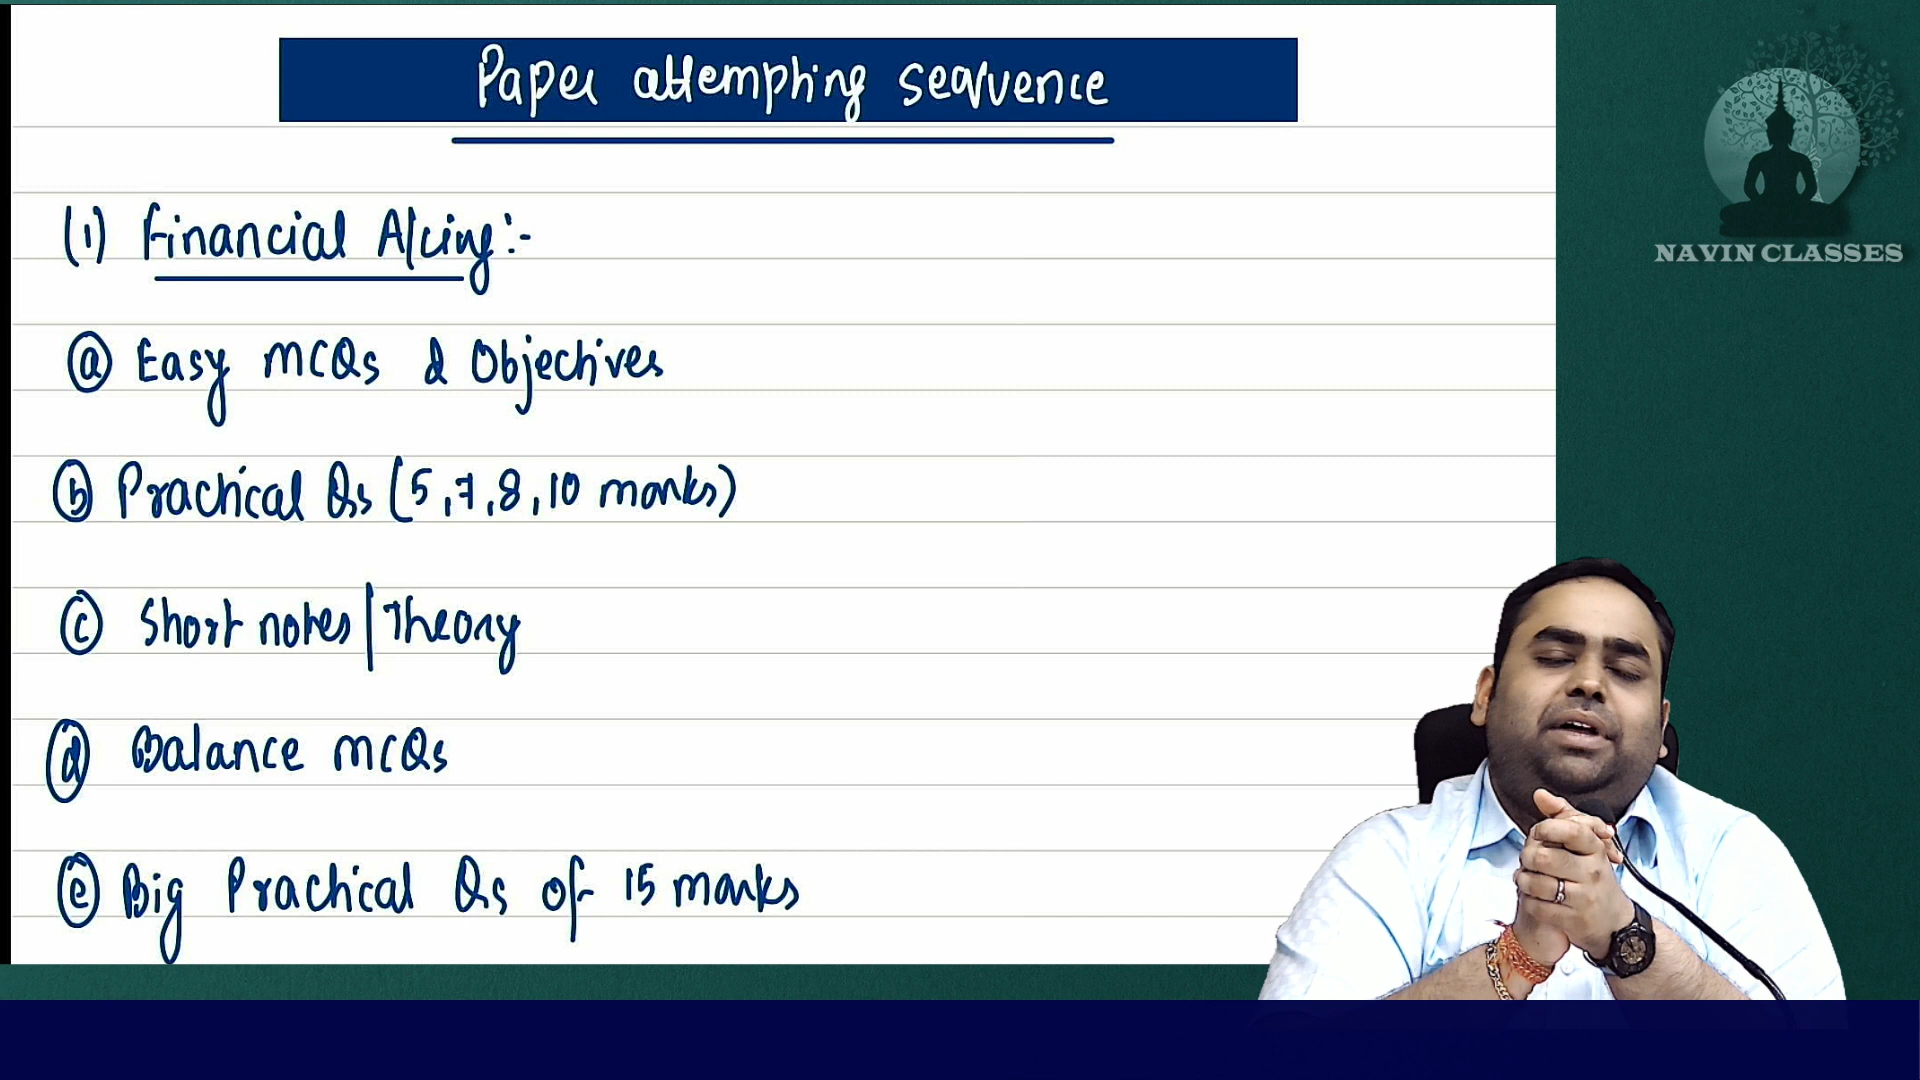 Paper attempting sequence
(1) Financial A/cing:-
(a) Easy MCQs & Objectives
(b) Practical Qs (5,7,8,10 marks)
(c) Short notes | Theory
(d) Balance MCQs
(e) Big Practical Qs of 15 marks
NAVIN CLASSES